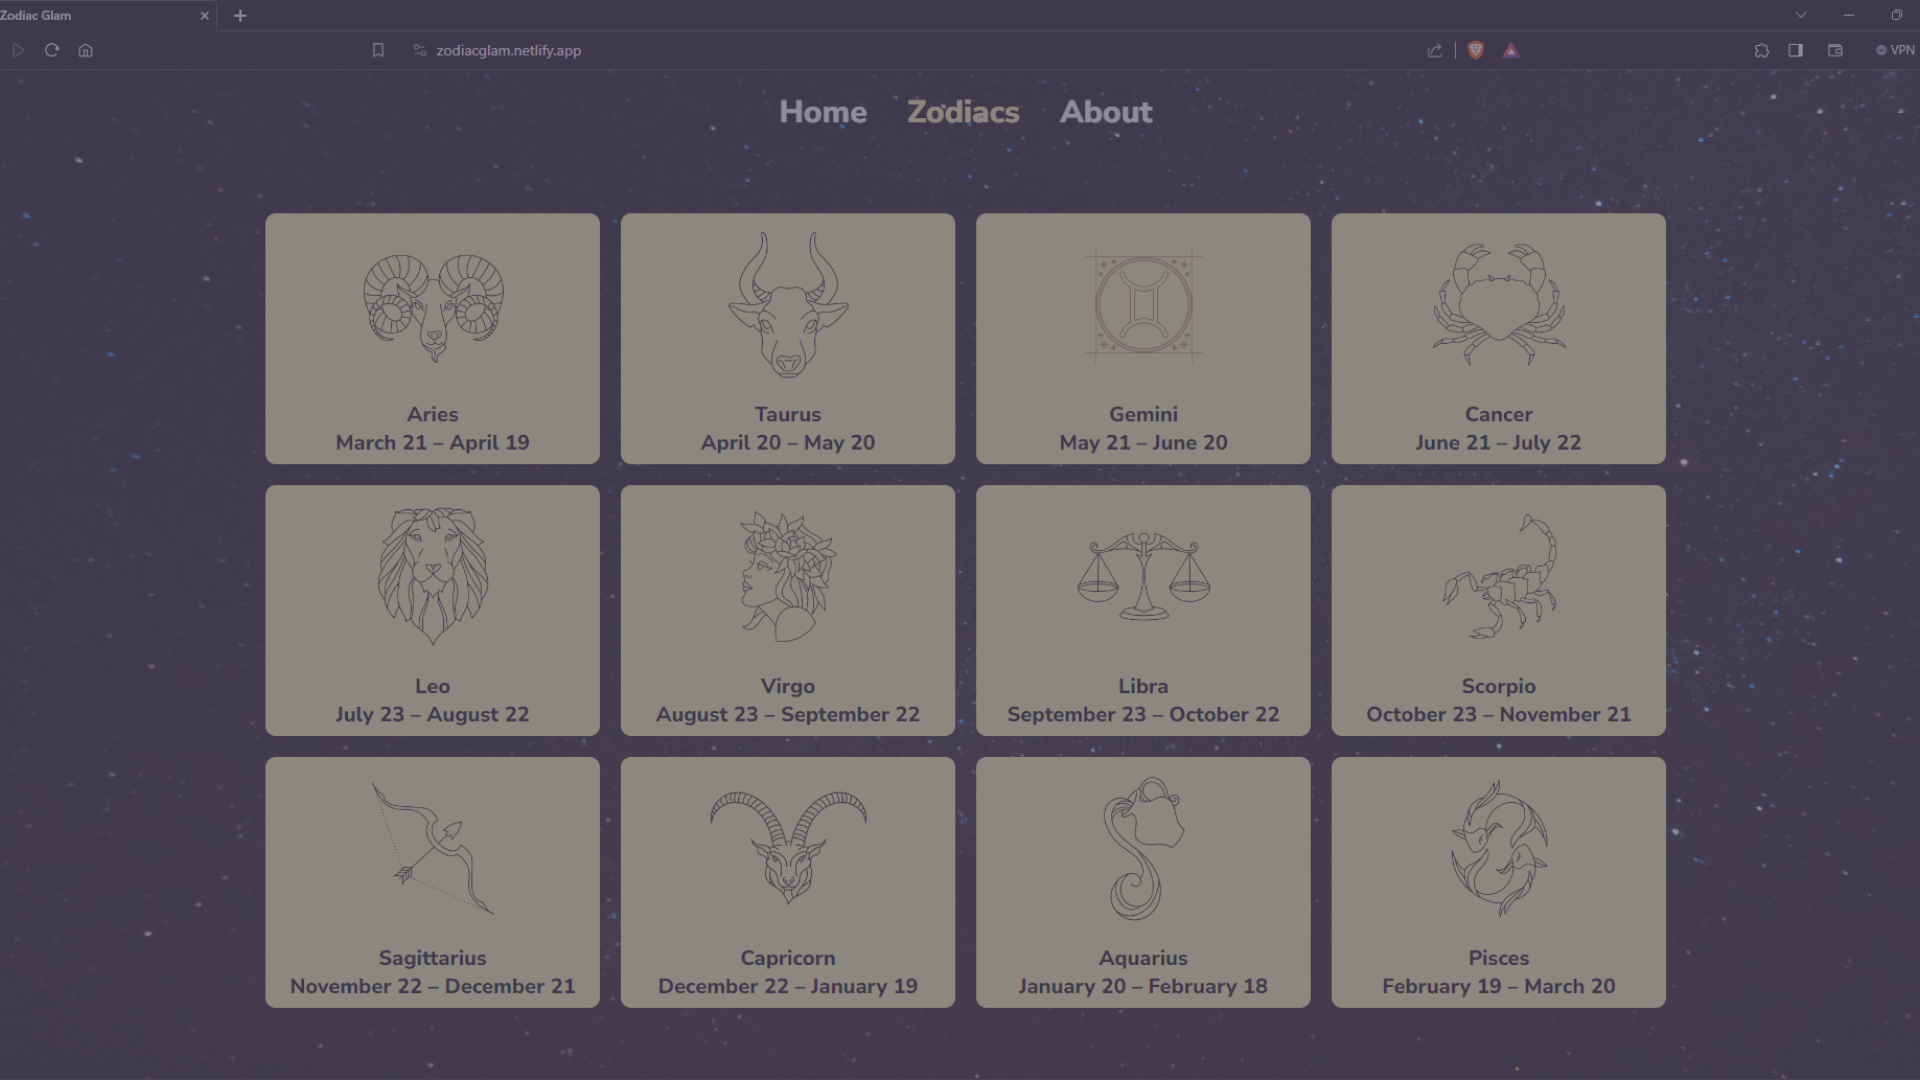 Zodiac Glam
zodiacglam.netlify.app
VPN
Home Zodiacs About
Aries
March 21 – April 19
Taurus
April 20 – May 20
Gemini
May 21 – June 20
Cancer
June 21 – July 22
Leo
July 23 – August 22
Virgo
August 23 – September 22
Libra
September 23 – October 22
Scorpio
October 23 – November 21
Sagittarius
November 22 – December 21
Capricorn
December 22 – January 19
Aquarius
January 20 – February 18
Pisces
February 19 – March 20